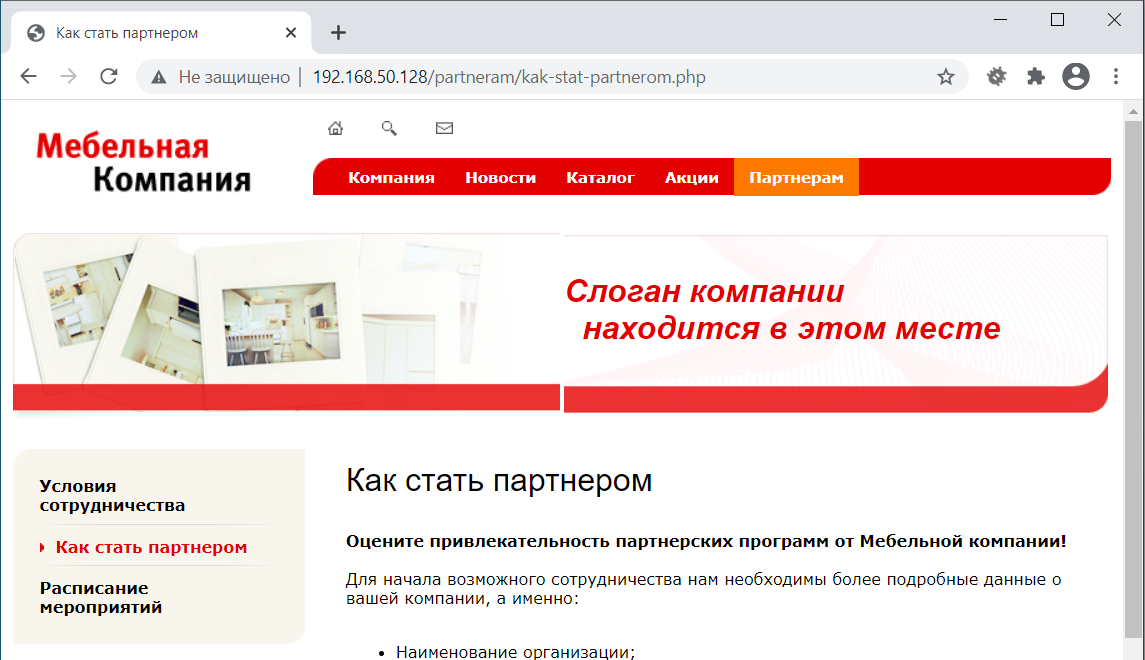 Как стать партнером
Не защищено
192.168.50.128/partneram/kak-stat-partnerom.php
Мебельная
Компания
Компания Новости Каталог Акции Партнерам
Слоган компании
находится в этом месте
Условия
сотрудничества
Как стать партнером
Расписание
мероприятий
Как стать партнером
Оцените привлекательность партнерских программ от Мебельной компании!
Для начала возможного сотрудничества нам необходимы более подробные данные о
вашей компании, а именно:
• Наименование организации;